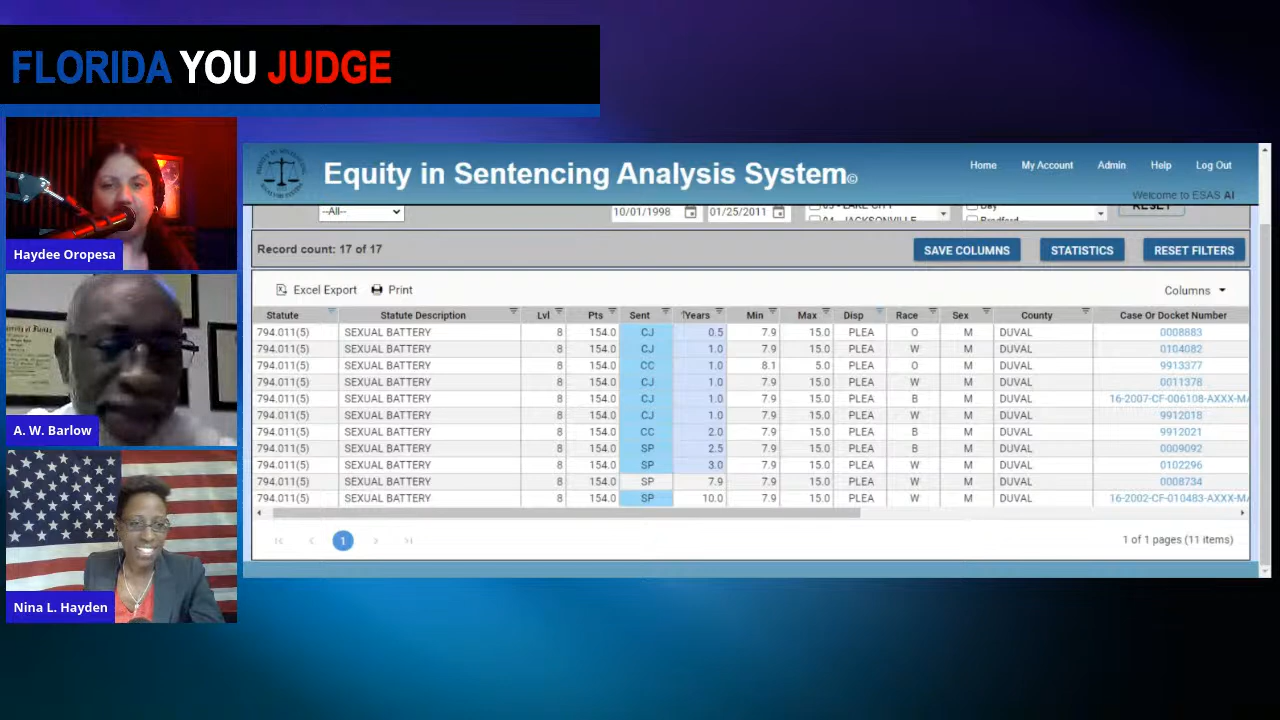 FLORIDA YOU JUDGE
Haydee Oropesa
A. W. Barlow
Nina L. Hayden
Equity in Sentencing Analysis System©
Home My Account Admin Help Log Out
Welcome to ESAS AI
--All-- 10/01/1998 01/25/2011 03 - LAKE CITY Bay RESET
04 - JACKSONVILLE Bradford
Record count: 17 of 17 SAVE COLUMNS STATISTICS RESET FILTERS
Excel Export Print Columns
Statute Statute Description Lvl Pts Sent Years Min Max Disp Race Sex County Case Or Docket Number
794.011(5) SEXUAL BATTERY 8 154.0 CJ 0.5 7.9 15.0 PLEA O M DUVAL 0008883
794.011(5) SEXUAL BATTERY 8 154.0 CJ 1.0 7.9 15.0 PLEA W M DUVAL 0104082
794.011(5) SEXUAL BATTERY 8 154.0 CC 1.0 8.1 5.0 PLEA O M DUVAL 9913377
794.011(5) SEXUAL BATTERY 8 154.0 CJ 1.0 7.9 15.0 PLEA W M DUVAL 0011378
794.011(5) SEXUAL BATTERY 8 154.0 CJ 1.0 7.9 15.0 PLEA B M DUVAL 16-2007-CF-006108-AXXX-MA
794.011(5) SEXUAL BATTERY 8 154.0 CJ 1.0 7.9 15.0 PLEA W M DUVAL 9912018
794.011(5) SEXUAL BATTERY 8 154.0 CC 2.0 7.9 15.0 PLEA B M DUVAL 9912021
794.011(5) SEXUAL BATTERY 8 154.0 SP 2.5 7.9 15.0 PLEA B M DUVAL 0009092
794.011(5) SEXUAL BATTERY 8 154.0 SP 3.0 7.9 15.0 PLEA W M DUVAL 0102296
794.011(5) SEXUAL BATTERY 8 154.0 SP 7.9 7.9 15.0 PLEA W M DUVAL 0008734
794.011(5) SEXUAL BATTERY 8 154.0 SP 10.0 7.9 15.0 PLEA W M DUVAL 16-2002-CF-010483-AXXX-MA
1 1 of 1 pages (11 items)